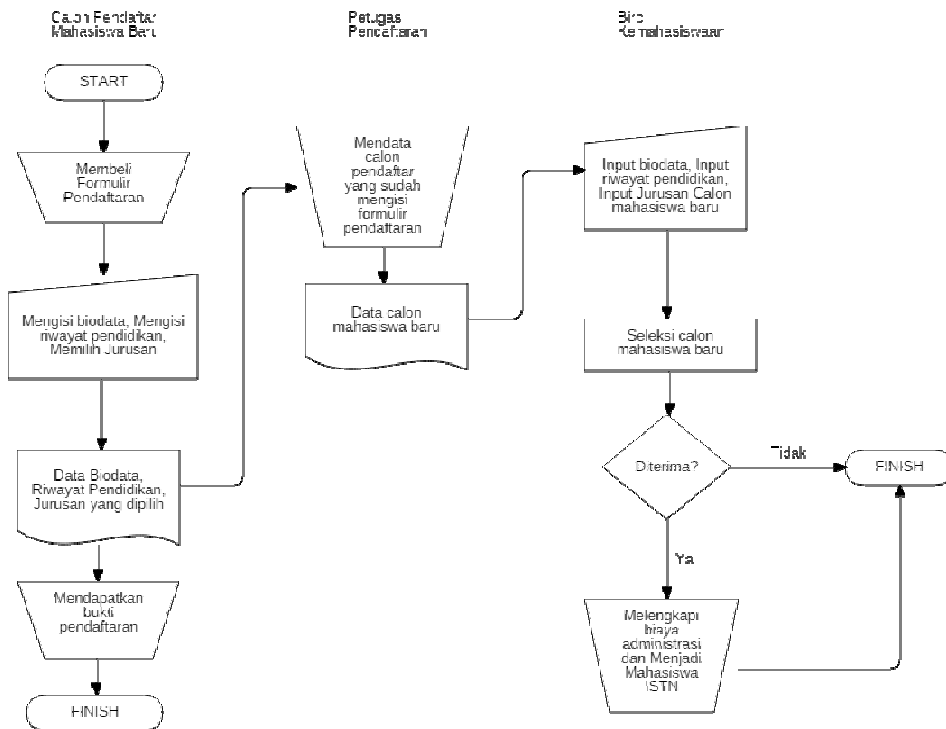 Calon Pendaftar
Mahasiswa Baru
START
Membeli
Formulir
Pendaftaran
Mengisi biodata, Mengisi
riwayat pendidikan,
Memilih Jurusan
Data Biodata,
Riwayat Pendidikan,
Jurusan yang dipilih
Mendapatkan
bukti
pendaftaran
FINISH
Petugas
Pendaftaran
Mendata
calon
pendaftar
yang sudah
mengisi
formulir
pendaftaran
Data calon
mahasiswa baru
Biro
Kemahasiswaan
Input biodata, Input
riwayat pendidikan,
Input Jurusan Calon
mahasiswa baru
Seleksi calon
mahasiswa baru
Diterima?
Tidak
FINISH
Ya
Melengkapi
biaya
administrasi
dan Menjadi
Mahasiswa
ISTN